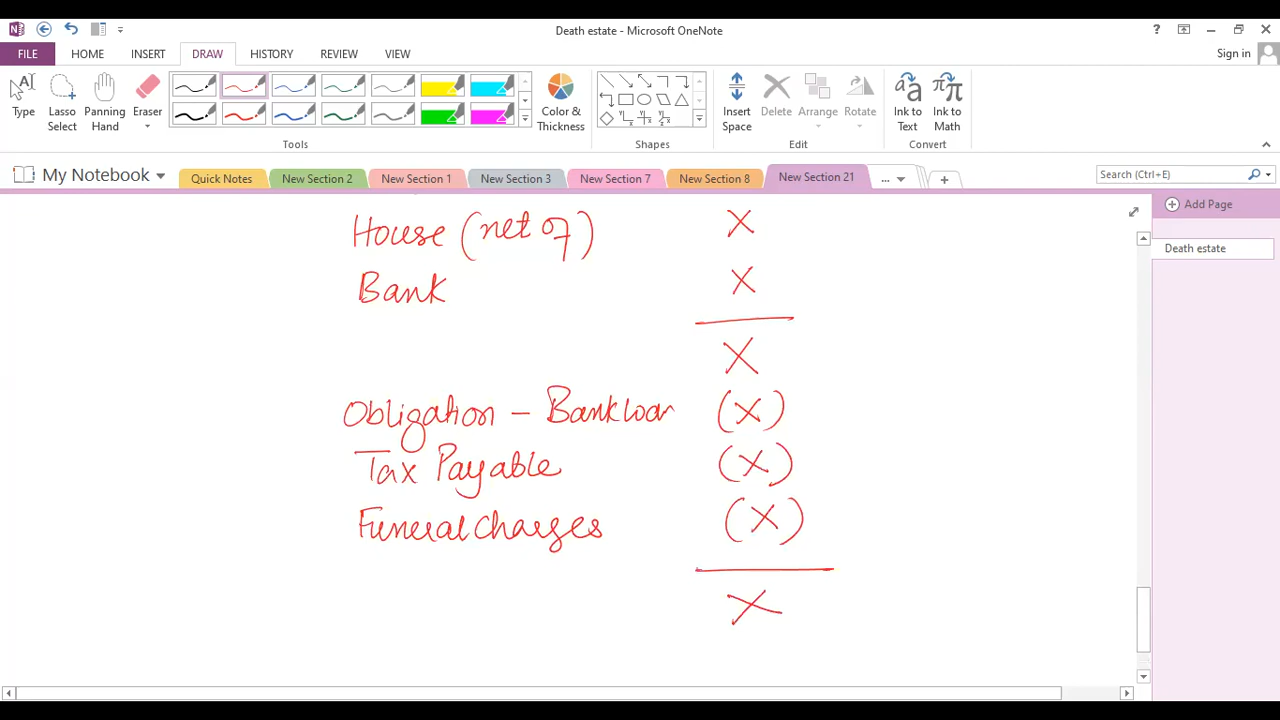 Death estate - Microsoft OneNote
?
FILE HOME INSERT DRAW HISTORY REVIEW VIEW Sign in
Type
Lasso Select
Panning Hand
Eraser
Color & Thickness
Insert Space
Delete
Arrange
Rotate
Ink to Text
Ink to Math
Tools Shapes Edit Convert
My Notebook Quick Notes New Section 2 New Section 1 New Section 3 New Section 7 New Section 8 New Section 21 ... + Search (Ctrl+E)
Add Page
Death estate
House (net of) X
Bank X
X
Obligation - Bank loan (X)
Tax Payable (X)
Funeral charges (X)
X